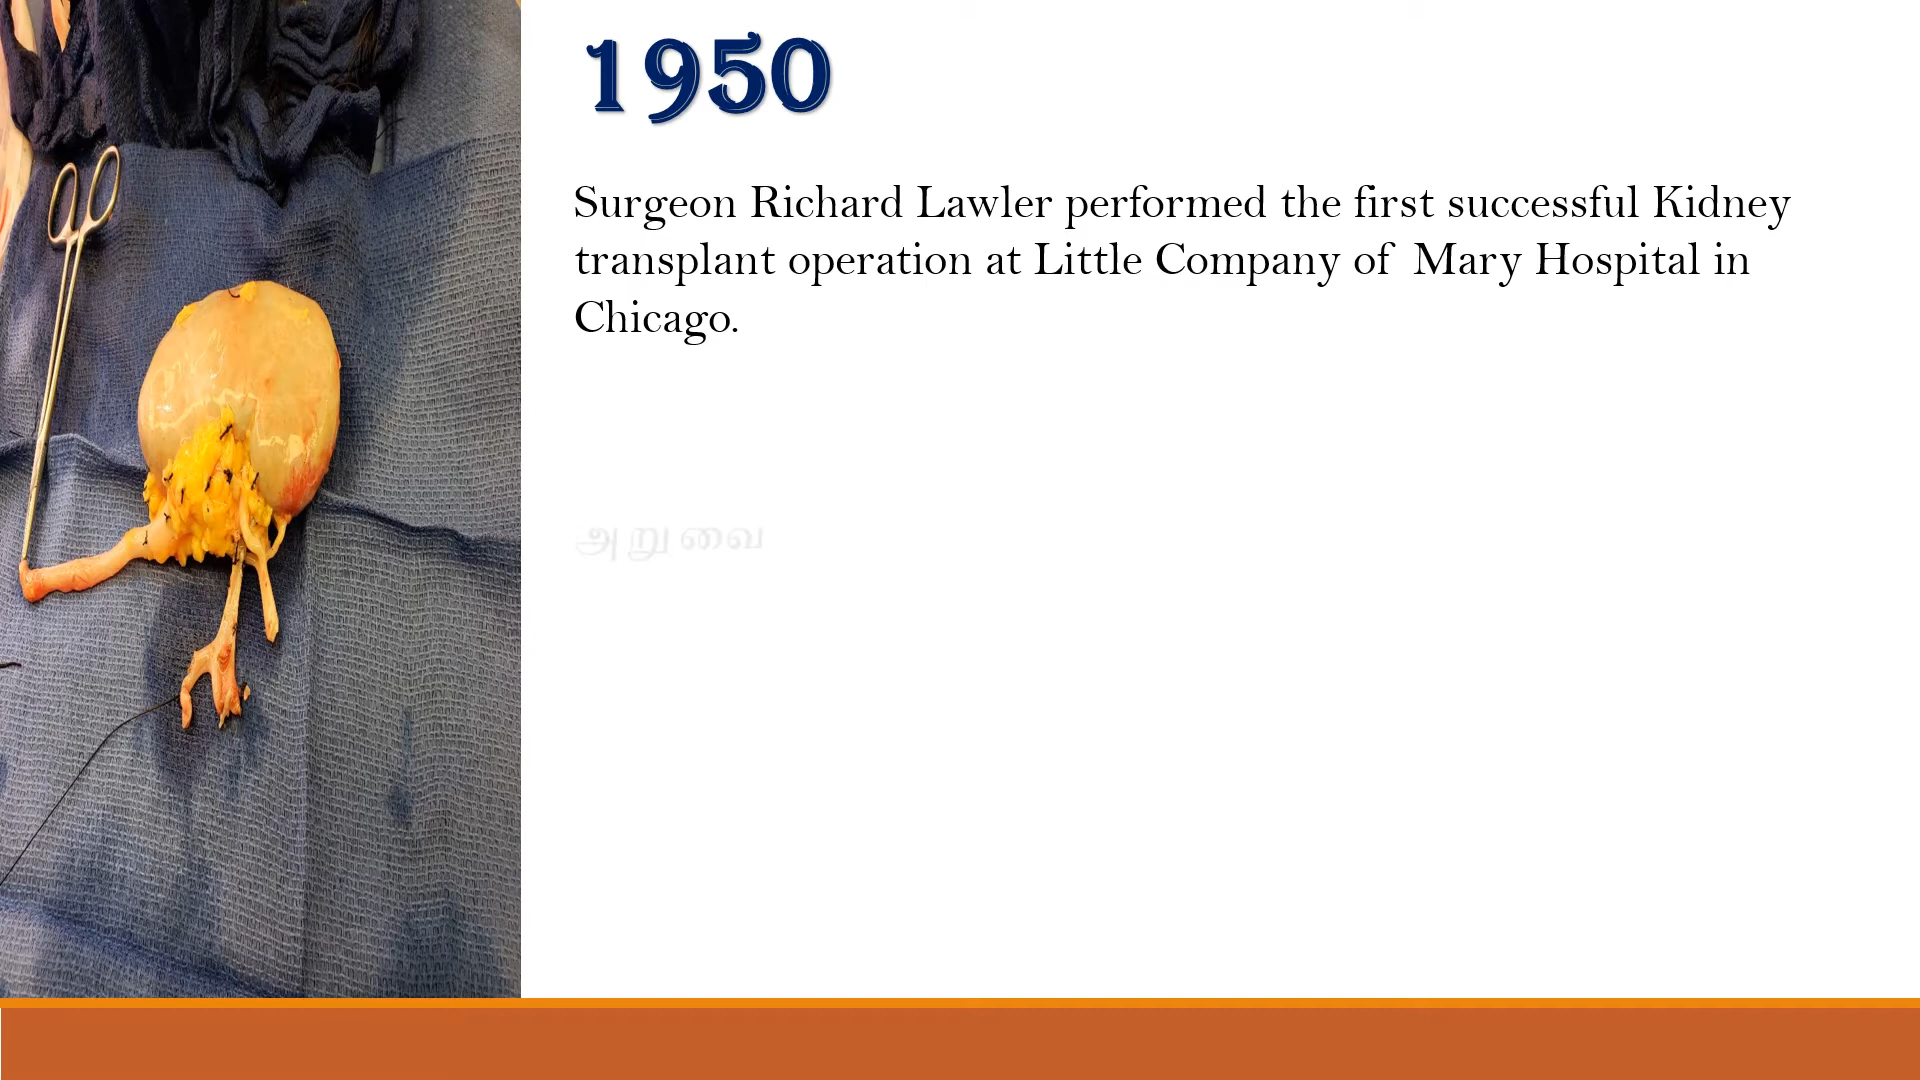 1950
Surgeon Richard Lawler performed the first successful Kidney
transplant operation at Little Company of Mary Hospital in
Chicago.
அறுவை